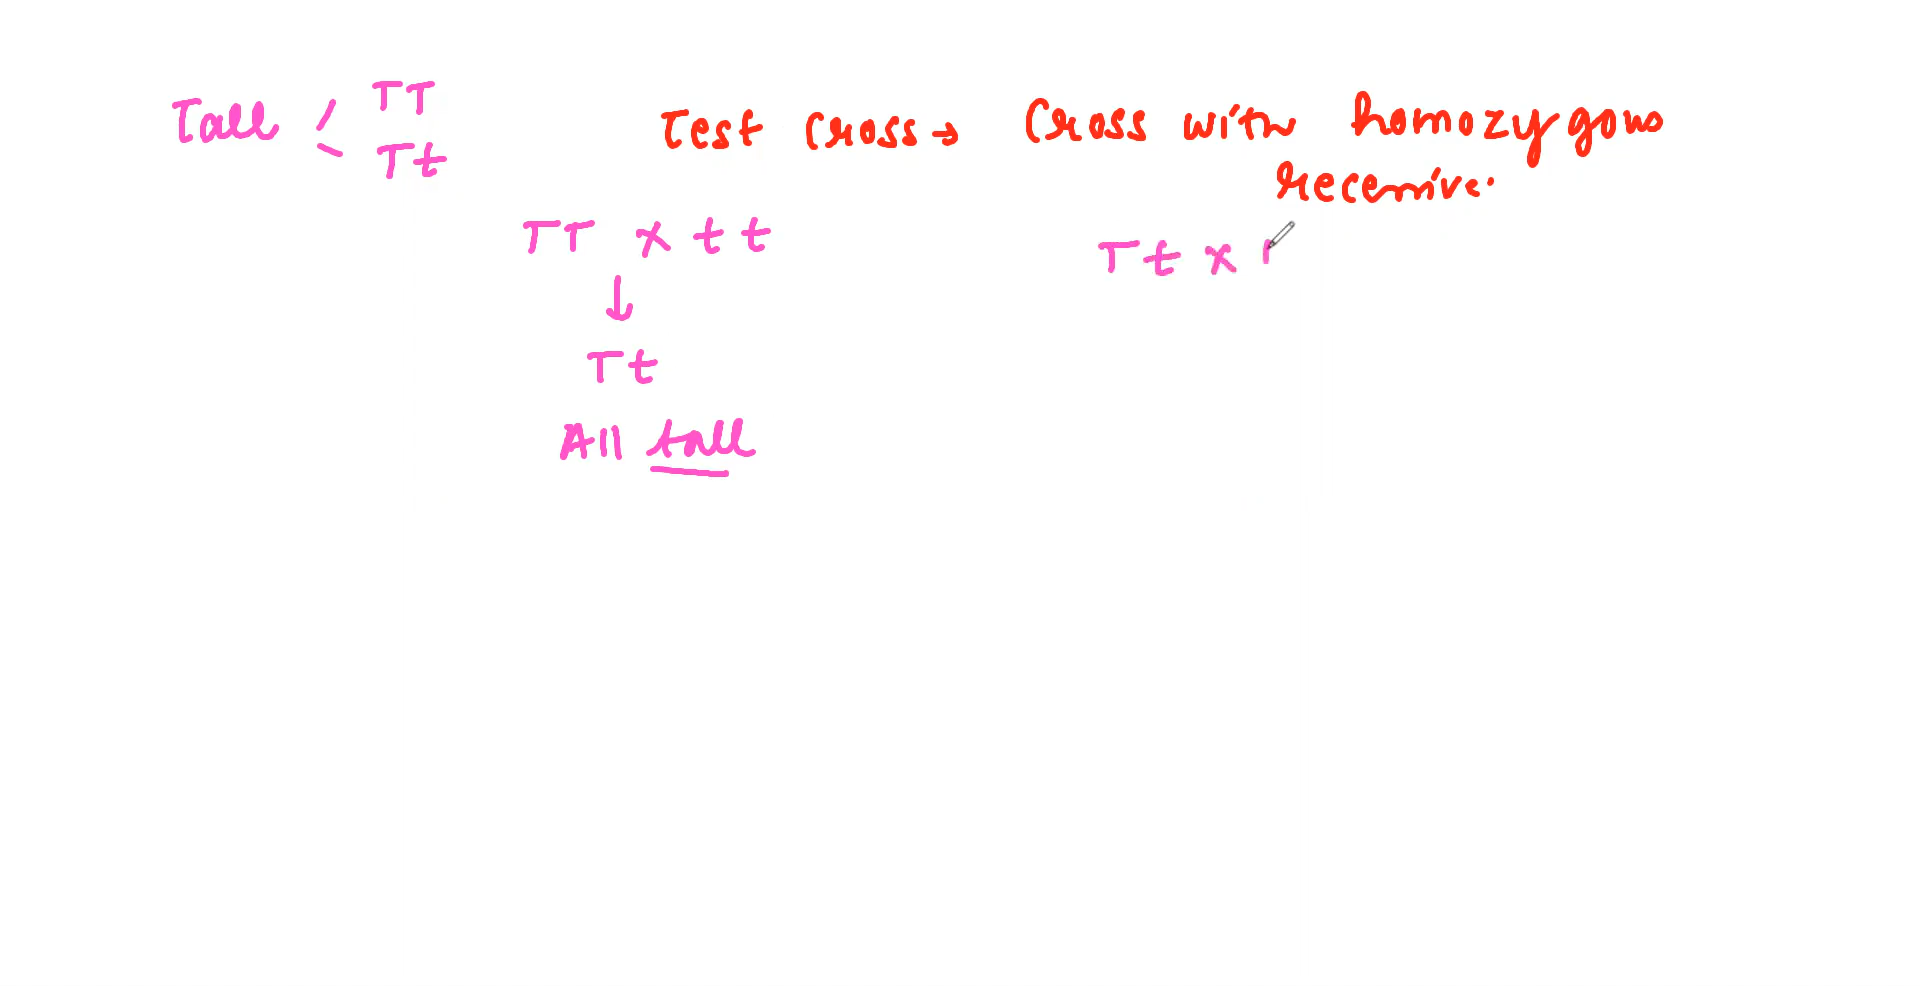 Tall TT
Tt
Test cross → Cross with homozygous
recessive.
TT x tt
↓
Tt
All tall
Tt x